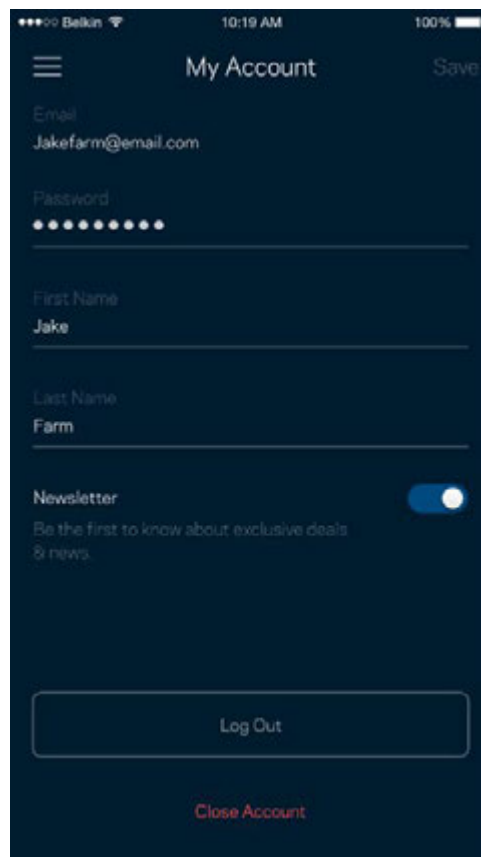 Belkin 10:19 AM 100%
My Account Save
Email
Jakefarm@email.com
Password
●●●●●●●●●
First Name
Jake
Last Name
Farm
Newsletter
Be the first to know about exclusive deals
& news.
Log Out
Close Account